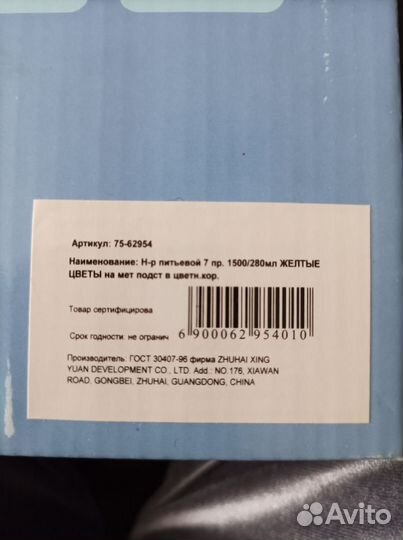 Артикул: 75-62954
Наименование: Н-р питьевой 7 пр. 1500/280мл ЖЕЛТЫЕ
ЦВЕТЫ на мет подст в цветн.кор.
Товар сертифицирова
Срок годности: не огранич
6 900062 954010
Производитель: ГОСТ 30407-96 фирма ZHUHAI XING
YUAN DEVELOPMENT CO., LTD. Add.: NO.176, XIAWAN
ROAD, GONGBEI, ZHUHAI, GUANGDONG, CHINA
Avito